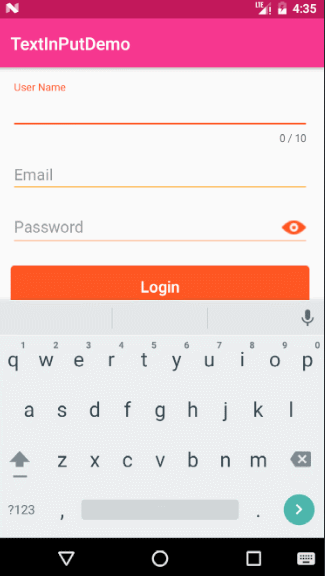 LTE 4:35
TextInPutDemo
User Name
0 / 10
Email
Password
Login
1 2 3 4 5 6 7 8 9 0
q w e r t y u i o p
a s d f g h j k l
z x c v b n m
?123 , .